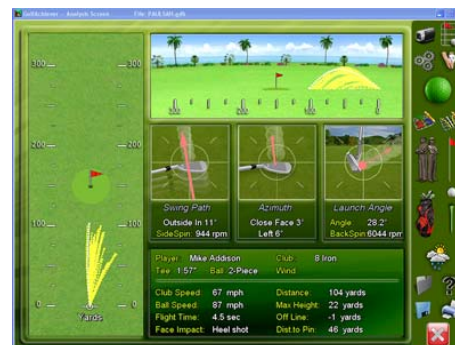 GolfAchiever - Analysis Screen
300 300
200 200
100 100
0 0
Yards
Swing Path
Outside In 11°
SideSpin: 944 rpm
Azimuth
Close Face 3°
Left 6°
Launch Angle
Angle 28.2°
BackSpin:6044 rpm
Player: Mike Addison Club: 8 Iron
Tee 1.57" Ball 2-Piece Wind
Club Speed: 67 mph Distance: 104 yards
Ball Speed: 87 mph Max Height: 22 yards
Flight Time: 4.5 sec Off Line: -1 yards
Face Impact: Heel shot Dist to Pin: 46 yards